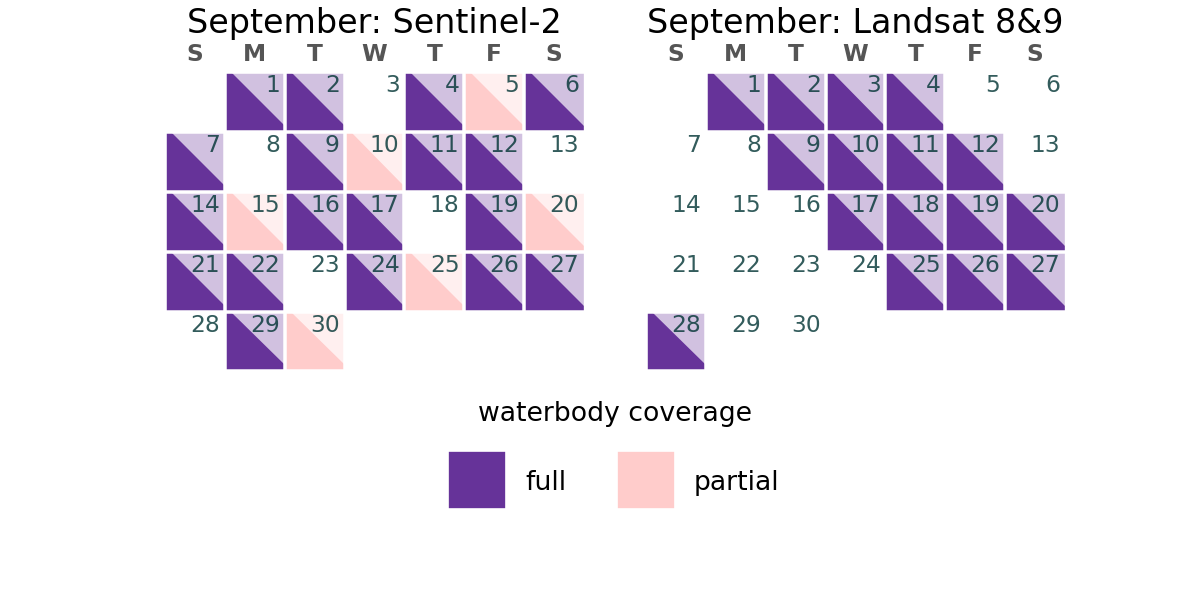 September: Sentinel-2
S M T W T F S
1 2 3 4 5 6
7 8 9 10 11 12 13
14 15 16 17 18 19 20
21 22 23 24 25 26 27
28 29 30
September: Landsat 8&9
S M T W T F S
1 2 3 4 5 6
7 8 9 10 11 12 13
14 15 16 17 18 19 20
21 22 23 24 25 26 27
28 29 30
waterbody coverage
full
partial